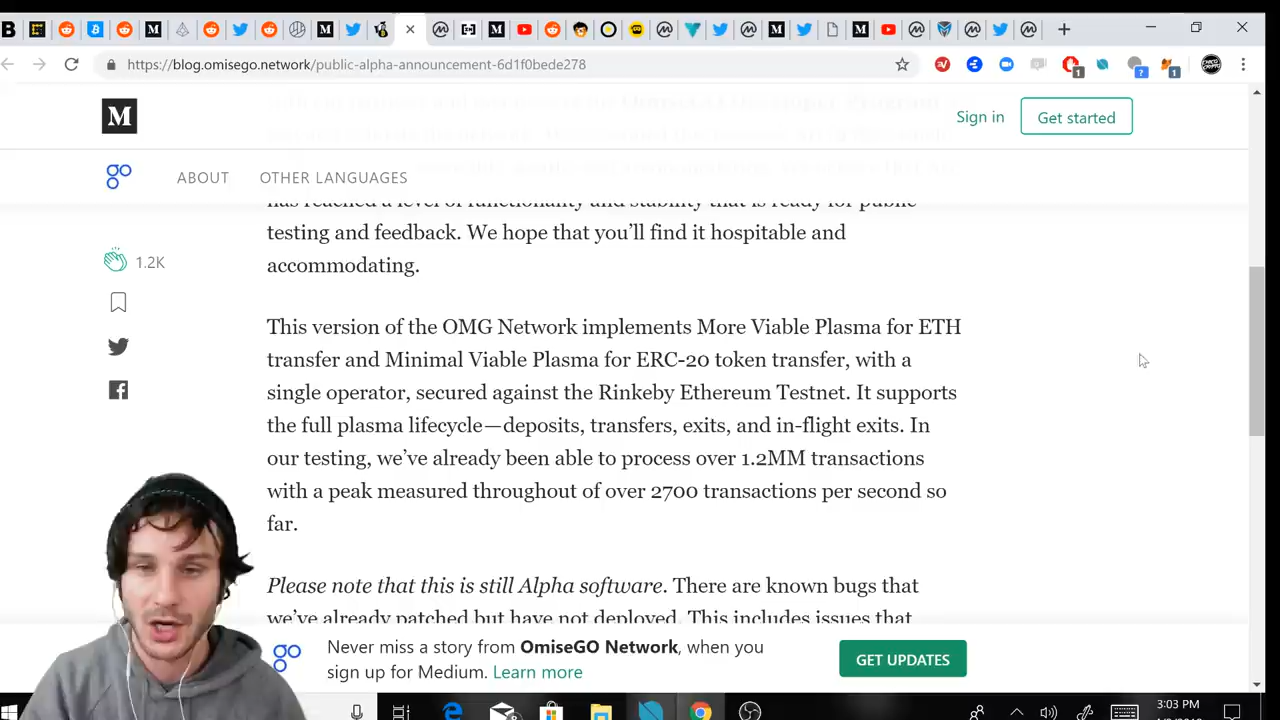 https://blog.omisego.network/public-alpha-announcement-6d1f0bede278
M
Sign in
Get started
ABOUT
OTHER LANGUAGES
has reached a level of functionality and stability that is ready for public
testing and feedback. We hope that you’ll find it hospitable and
accommodating.
1.2K
This version of the OMG Network implements More Viable Plasma for ETH
transfer and Minimal Viable Plasma for ERC-20 token transfer, with a
single operator, secured against the Rinkeby Ethereum Testnet. It supports
the full plasma lifecycle—deposits, transfers, exits, and in-flight exits. In
our testing, we’ve already been able to process over 1.2MM transactions
with a peak measured throughout of over 2700 transactions per second so
far.
Please note that this is still Alpha software. There are known bugs that
we’ve already patched but have not deployed. This includes issues that
Never miss a story from OmiseGO Network, when you
sign up for Medium. Learn more
GET UPDATES
3:03 PM